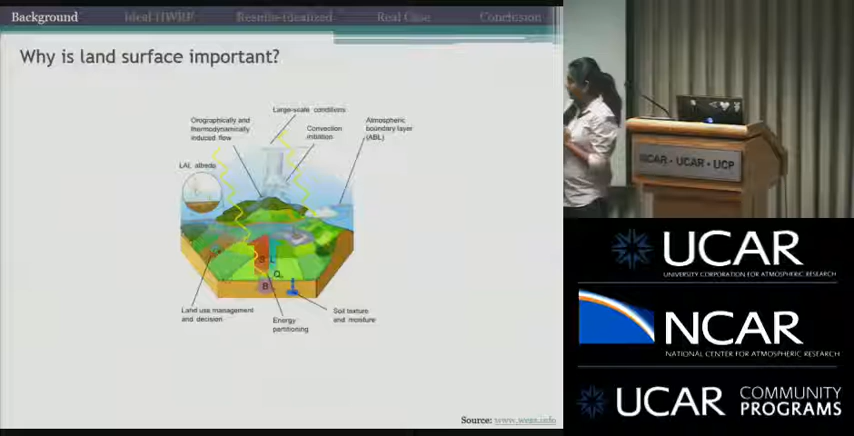 Background
Ideal HWRF
Results-idealized
Real Case
Conclusion
Why is land surface important?
Large-scale conditions
Orographically and
thermodynamically
induced flow
Convection
initiation
Atmospheric
boundary layer
(ABL)
LAI, albedo
S
L
Q
B
Land use management
and decision
Energy
partitioning
Soil texture
and moisture
Source: www.wess.info
NCAR • UCAR • UCP
UCAR
UNIVERSITY CORPORATION FOR ATMOSPHERIC RESEARCH
NCAR
NATIONAL CENTER FOR ATMOSPHERIC RESEARCH
UCAR COMMUNITY
PROGRAMS